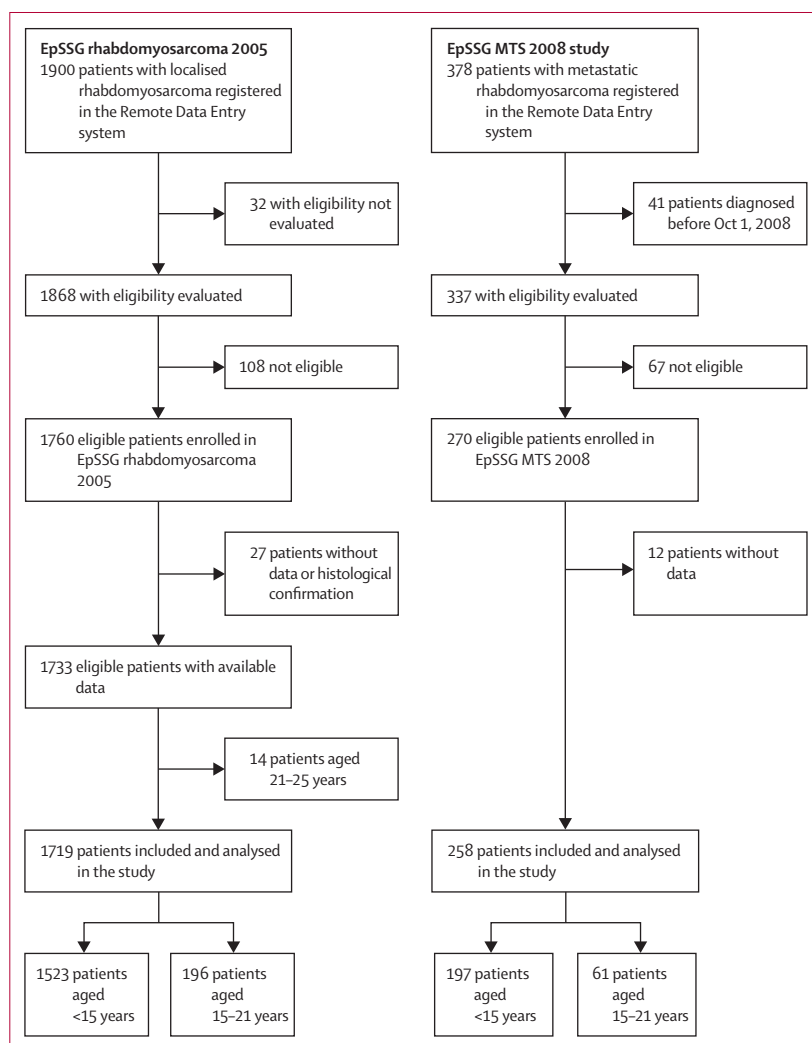 EpSSG rhabdomyosarcoma 2005
1900 patients with localised
rhabdomyosarcoma registered
in the Remote Data Entry
system
32 with eligibility not
evaluated
1868 with eligibility evaluated
108 not eligible
1760 eligible patients enrolled in
EpSSG rhabdomyosarcoma
2005
27 patients without
data or histological
confirmation
1733 eligible patients with available
data
14 patients aged
21–25 years
1719 patients included and analysed
in the study
1523 patients
aged
<15 years
196 patients
aged
15–21 years
EpSSG MTS 2008 study
378 patients with metastatic
rhabdomyosarcoma registered
in the Remote Data Entry
system
41 patients diagnosed
before Oct 1, 2008
337 with eligibility evaluated
67 not eligible
270 eligible patients enrolled in
EpSSG MTS 2008
12 patients without
data
258 patients included and analysed
in the study
197 patients
aged
<15 years
61 patients
aged
15–21 years